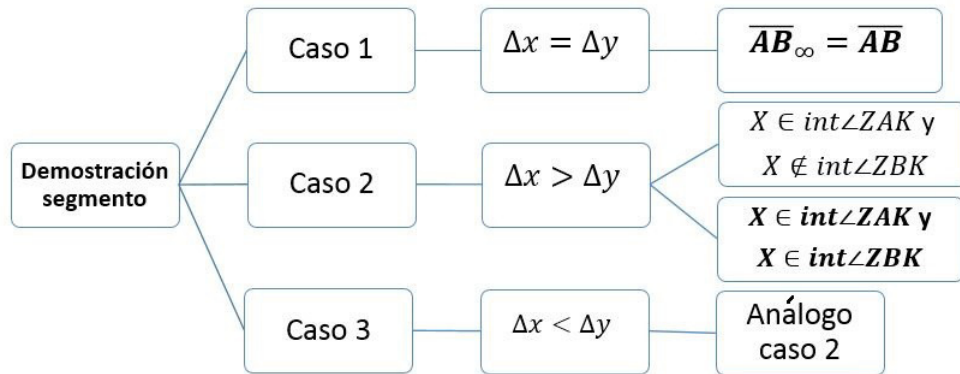 Caso 1
Δx = Δy
AB̅∞ = AB̅
Demostración
segmento
Caso 2
Δx > Δy
X ∈ int∠ZAK y
X ∉ int∠ZBK
X ∈ int∠ZAK y
X ∈ int∠ZBK
Caso 3
Δx < Δy
Análogo
caso 2